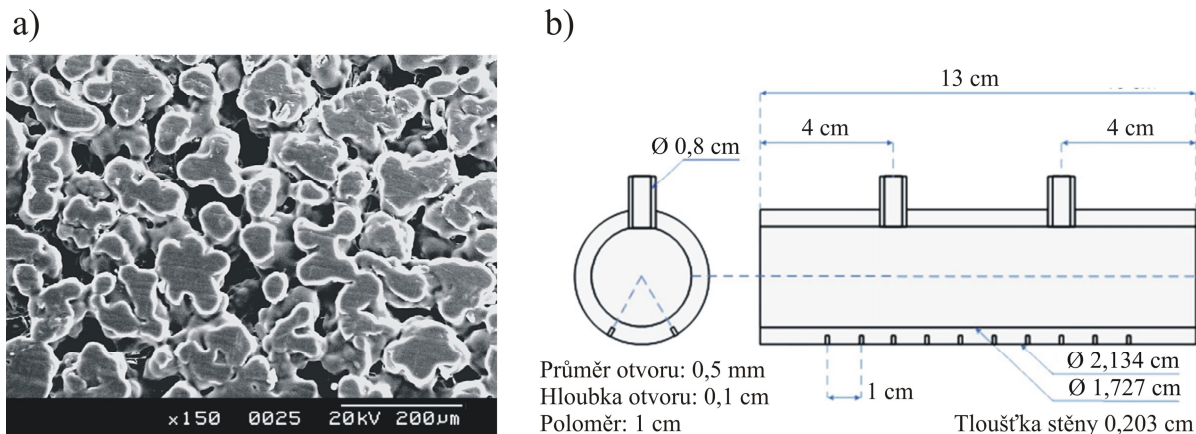 a)
b)
13 cm
4 cm
4 cm
Ø 0,8 cm
Průměr otvoru: 0,5 mm
Hloubka otvoru: 0,1 cm
Poloměr: 1 cm
1 cm
Ø 2,134 cm
Ø 1,727 cm
Tloušťka stěny 0,203 cm
×150 0025 20kV 200µm